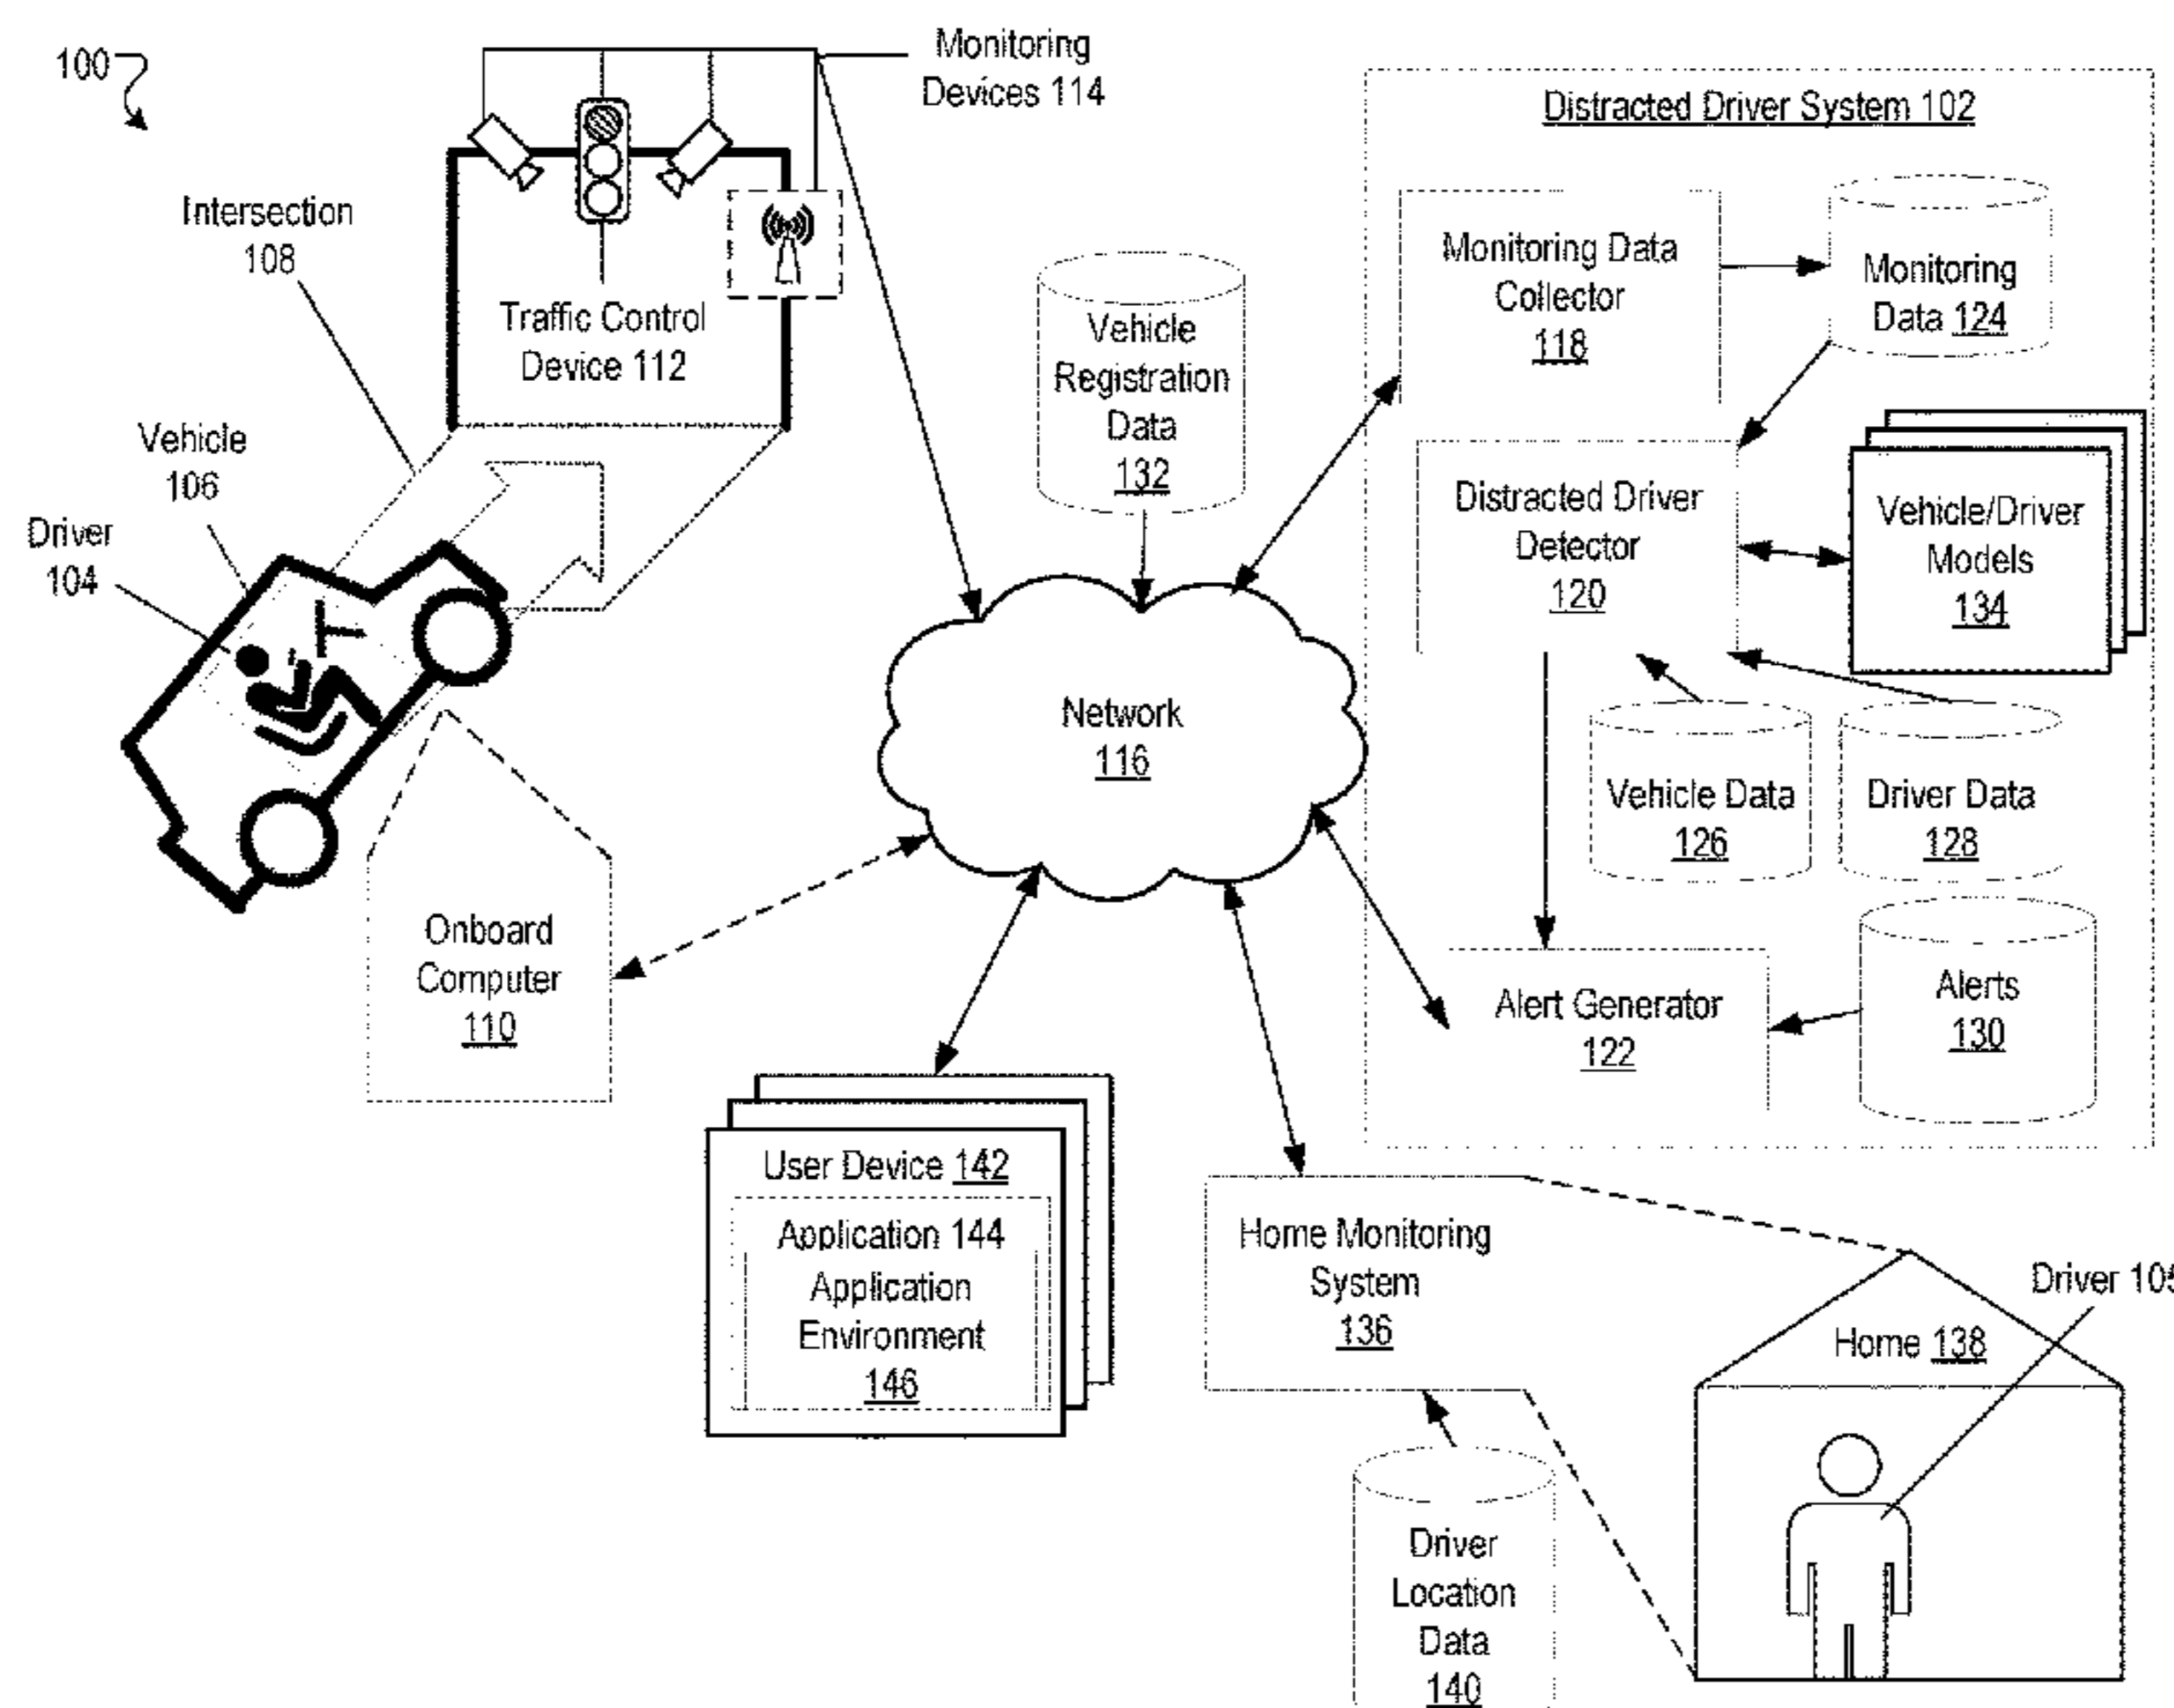 100
Monitoring
Devices 114
Distracted Driver System 102
Intersection
108
Traffic Control
Device 112
Vehicle
Registration
Data
132
Monitoring Data
Collector
118
Monitoring
Data 124
Vehicle
106
Driver
104
Distracted Driver
Detector
120
Vehicle/Driver
Models
134
Network
116
Vehicle Data
126
Driver Data
128
Onboard
Computer
110
Alert Generator
122
Alerts
130
User Device 142
Application 144
Application
Environment
146
Home Monitoring
System
136
Driver 105
Home 138
Driver
Location
Data
140